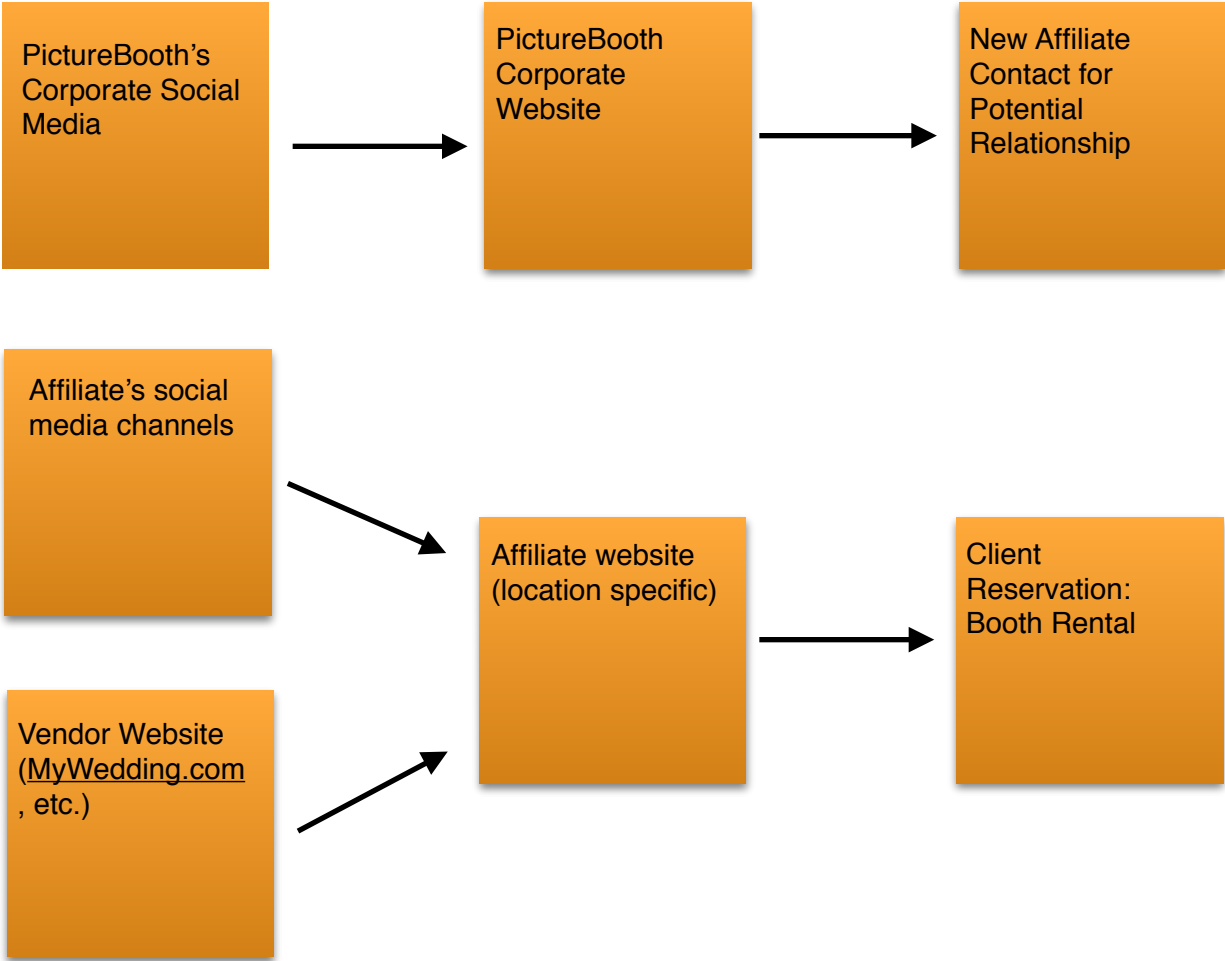 PictureBooth’s
Corporate Social
Media
PictureBooth
Corporate
Website
New Affiliate
Contact for
Potential
Relationship
Affiliate’s social
media channels
Affiliate website
(location specific)
Client
Reservation:
Booth Rental
Vendor Website
(MyWedding.com
, etc.)